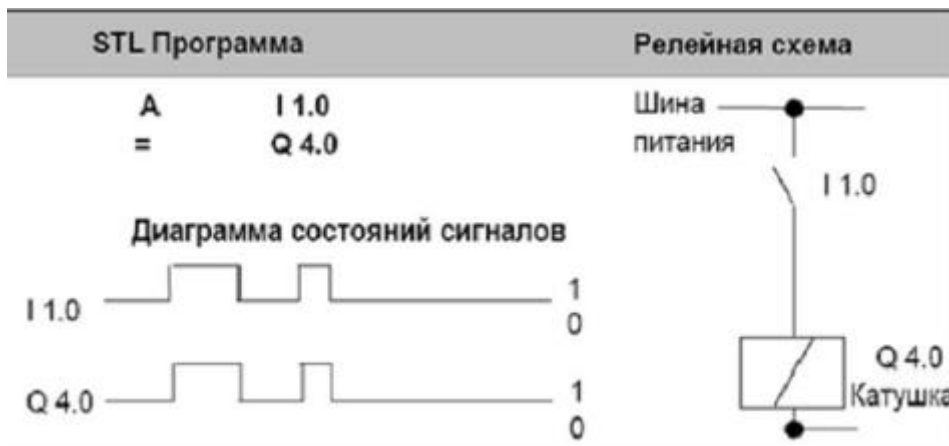 STL Программа
Релейная схема
A I 1.0
= Q 4.0
Шина
питания
I 1.0
Диаграмма состояний сигналов
I 1.0
1
0
Q 4.0
1
0
Q 4.0
Катушка